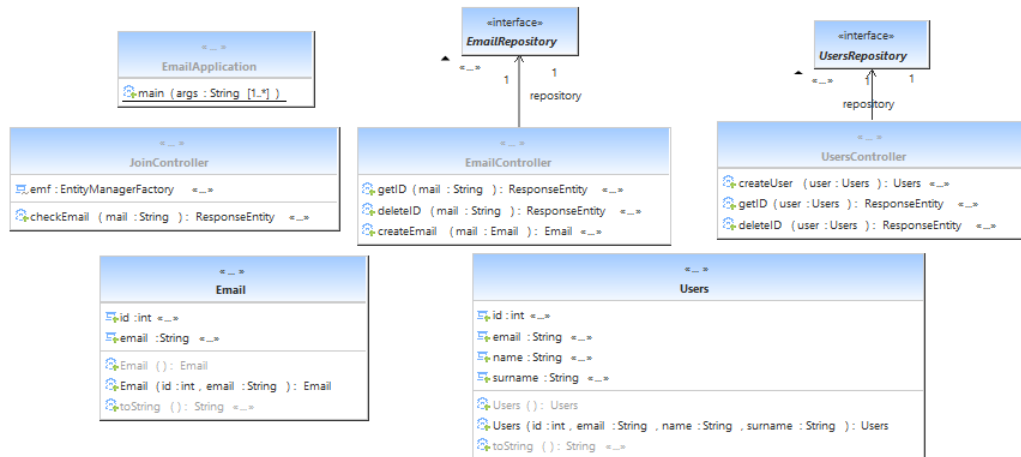 «interface»
EmailRepository
«...»
1
1
repository
«interface»
UsersRepository
«...»
1
1
repository
«... »
EmailApplication
main (args : String [1..*] )
«... »
JoinController
emf : EntityManagerFactory «...»
checkEmail (mail : String ) : ResponseEntity «...»
«... »
EmailController
getID (mail : String ) : ResponseEntity «...»
deleteID (mail : String ) : ResponseEntity «...»
createEmail (mail : Email ) : Email «...»
«... »
UsersController
createUser (user : Users ) : Users «...»
getID (user : Users ) : ResponseEntity «...»
deleteID (user : Users ) : ResponseEntity «...»
«... »
Email
id : int «...»
email : String «...»
Email ( ) : Email
Email (id : int , email : String ) : Email
toString ( ) : String «...»
«... »
Users
id : int «...»
email : String «...»
name : String «...»
surname : String «...»
Users ( ) : Users
Users (id : int , email : String , name : String , surname : String ) : Users
toString ( ) : String «...»